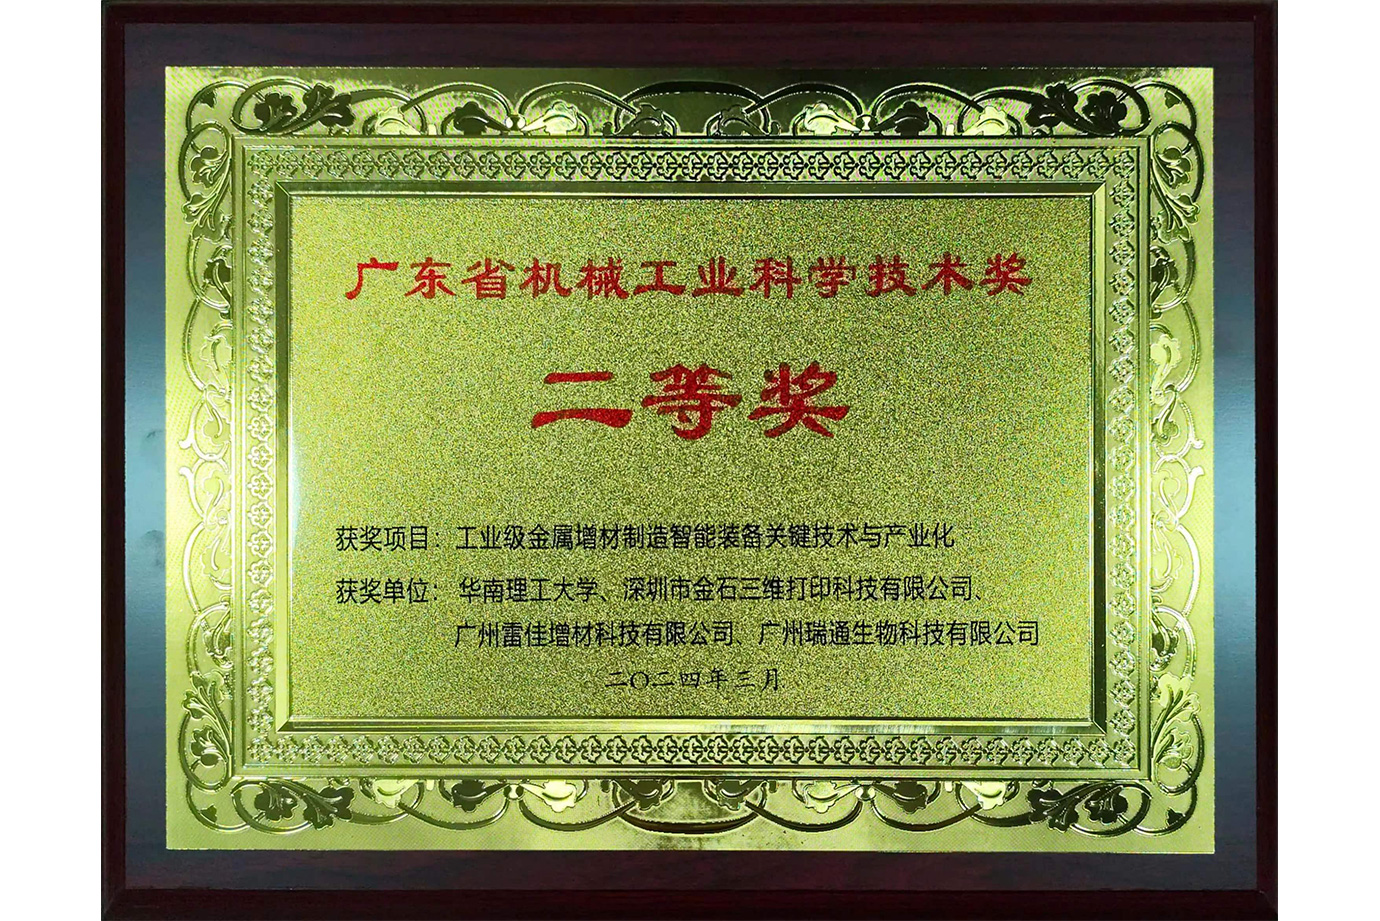 广东省机械工业科学技术奖
二等奖
获奖项目：工业级金属增材制造智能装备关键技术与产业化
获奖单位：华南理工大学、深圳市金石三维打印科技有限公司、
广州雷佳增材科技有限公司、广州瑞通生物科技有限公司
二〇二四年三月